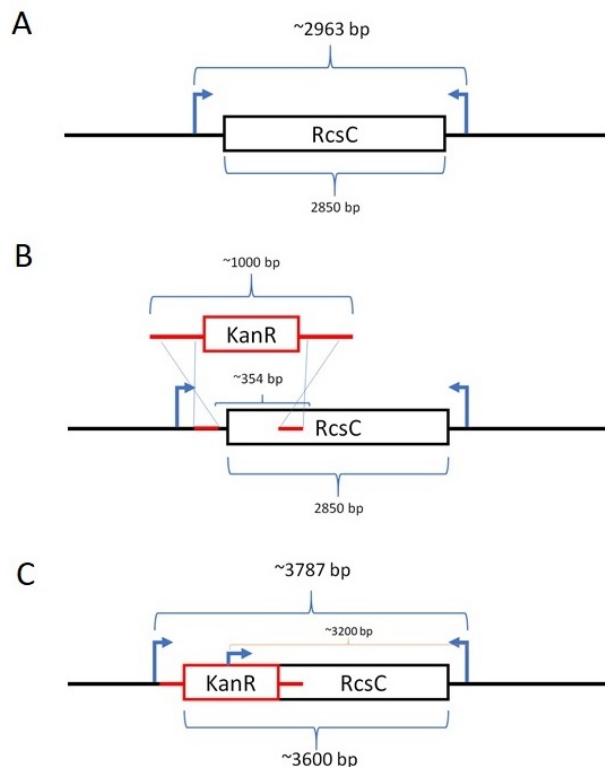 A
~2963 bp
RcsC
2850 bp
B
~1000 bp
KanR
~354 bp
RcsC
2850 bp
C
~3787 bp
~3200 bp
KanR
RcsC
~3600 bp